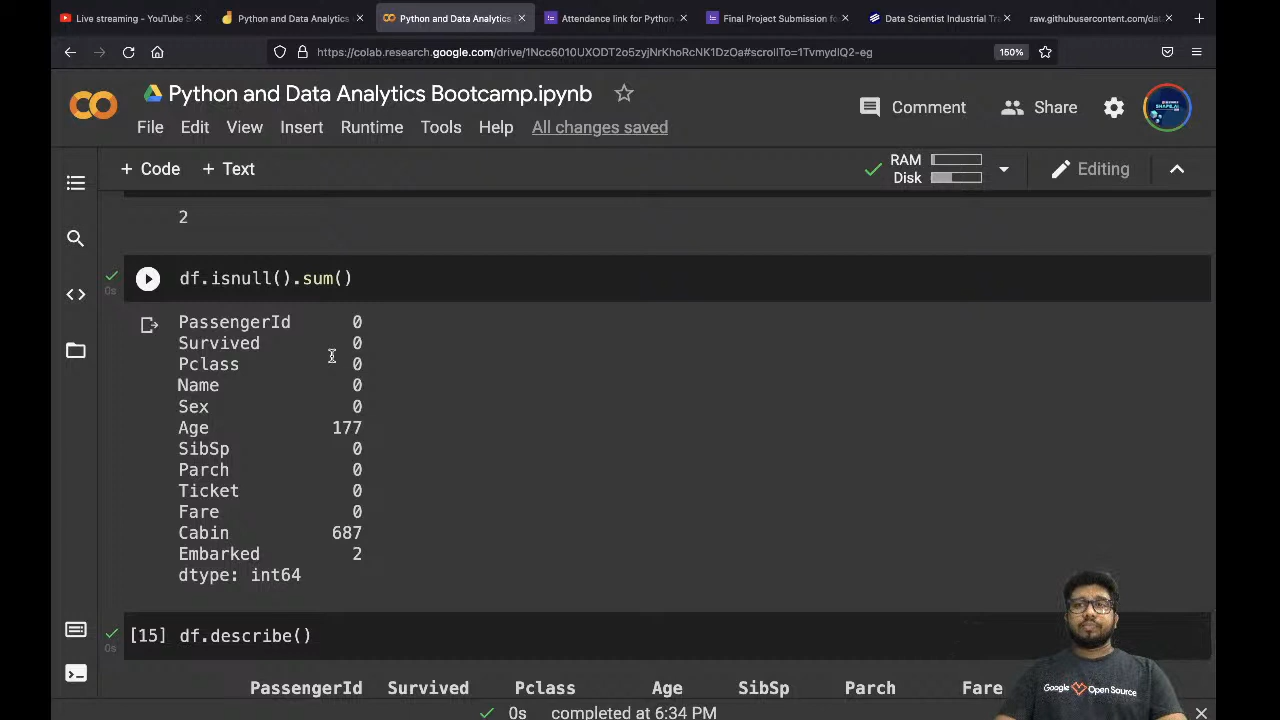 Live streaming - YouTube S
Python and Data Analytics
Python and Data Analytics
Attendance link for Python
Final Project Submission fo
Data Scientist Industrial Tra
raw.githubusercontent.com/dat
https://colab.research.google.com/drive/1Ncc6010UXODT2o5zyjNrKhoRcNK1DzOa#scrollTo=1TvmydlQ2-eg
150%
Python and Data Analytics Bootcamp.ipynb
Comment
Share
File Edit View Insert Runtime Tools Help All changes saved
+ Code + Text
RAM
Disk
Editing
2
df.isnull().sum()
0s
PassengerId 0
Survived 0
Pclass 0
Name 0
Sex 0
Age 177
SibSp 0
Parch 0
Ticket 0
Fare 0
Cabin 687
Embarked 2
dtype: int64
[15] df.describe()
0s
PassengerId Survived Pclass Age SibSp Parch Fare
Google Open Source
0s completed at 6:34 PM